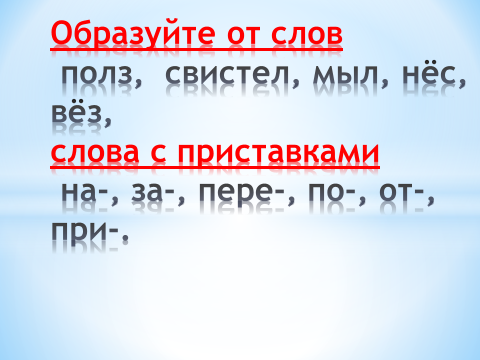 Образуйте от слов
полз, свистел, мыл, нёс,
вёз,
слова с приставками
на-, за-, пере-, по-, от-,
при-.